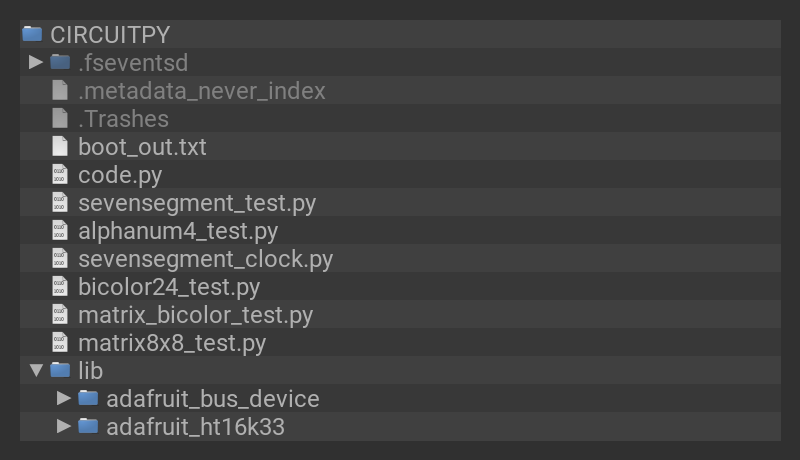 CIRCUITPY
.fseventsd
.metadata_never_index
.Trashes
boot_out.txt
code.py
sevensegment_test.py
alphanum4_test.py
sevensegment_clock.py
bicolor24_test.py
matrix_bicolor_test.py
matrix8x8_test.py
lib
adafruit_bus_device
adafruit_ht16k33